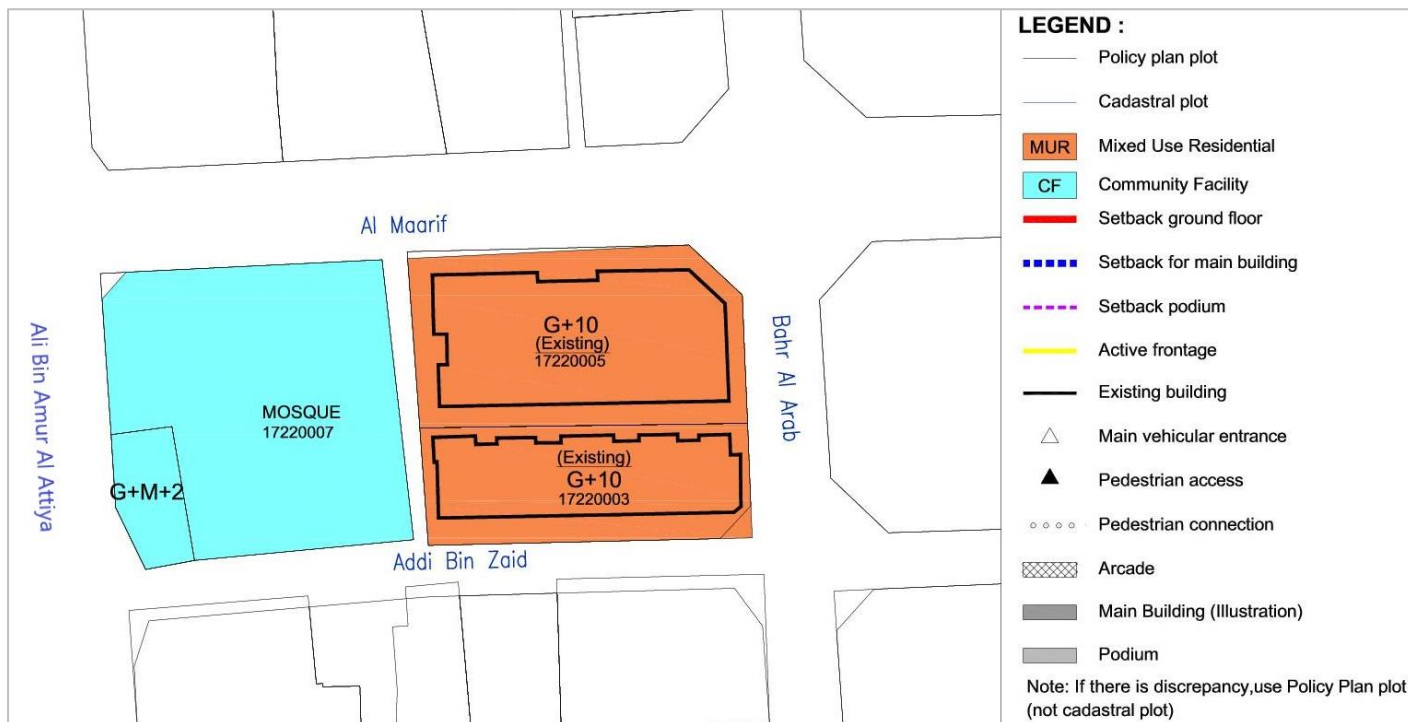 Al Maarif
Ali Bin Amur Al Attiya
Bahr Al Arab
G+10
(Existing)
17220005
MOSQUE
17220007
G+M+2
(Existing)
G+10
17220003
Addi Bin Zaid
LEGEND :
Policy plan plot
Cadastral plot
MUR Mixed Use Residential
CF Community Facility
Setback ground floor
Setback for main building
Setback podium
Active frontage
Existing building
Main vehicular entrance
Pedestrian access
Pedestrian connection
Arcade
Main Building (Illustration)
Podium
Note: If there is discrepancy,use Policy Plan plot
(not cadastral plot)